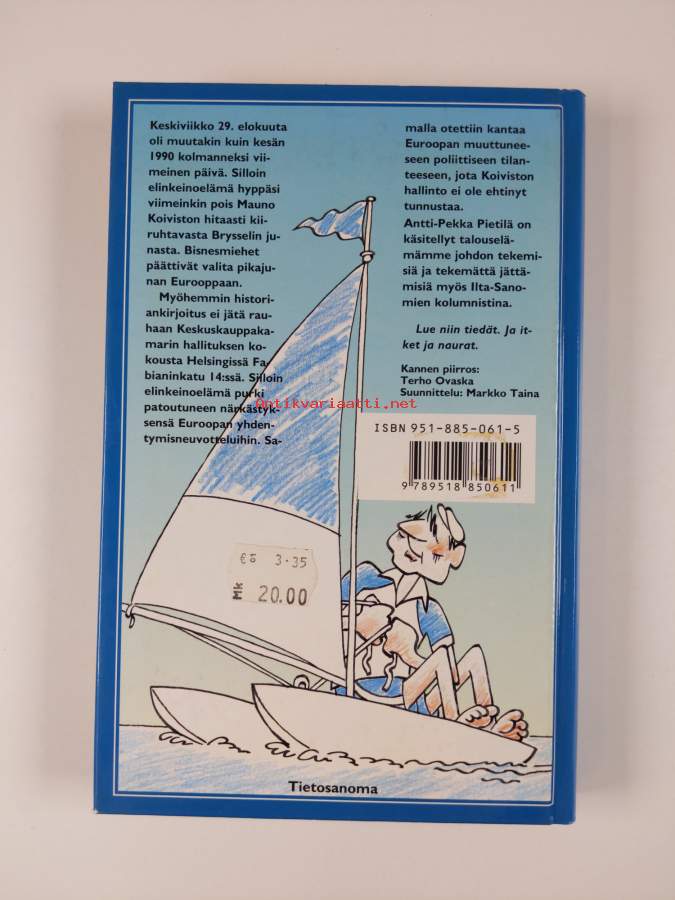 Keskiviikko 29. elokuuta
oli muutakin kuin kesän
1990 kolmanneksi vii-
meinen päivä. Silloin
elinkeinoelämä hyppäsi
viimeinkin pois Mauno
Koiviston hitaasti kii-
ruhtavasta Brysselin ju-
nasta. Bisnesmiehet
päättivät valita pikaju-
nan Eurooppaan.
Myöhemmin histori-
ankirjoitus ei jätä rau-
haan Keskuskauppaka-
marin hallituksen ko-
kousta Helsingissä Fa-
bianinkatu 14:ssä. Silloin
elinkeinoelämä purki
patoutuneen närkästyk-
sensä Euroopan yhden-
tymisneuvotteluihin. Sa-
malla otettiin kantaa
Euroopan muuttunee-
seen poliittiseen tilan-
teeseen, jota Koiviston
hallinto ei ole ehtinyt
tunnustaa.
Antti-Pekka Pietilä on
käsitellyt talouselä-
mämme johdon tekemi-
siä ja tekemättä jättä-
misiä myös Ilta-Sano-
mien kolumnistina.
Lue niin tiedät. Ja it-
ket ja naurat.
Kannen piirros:
Terho Ovaska
Suunnittelu: Markko Taina
Antikvariaatti.net
ISBN 951-885-061-5
9 789518 850611
€ 3.35
Mk 20.00
Tietosanoma